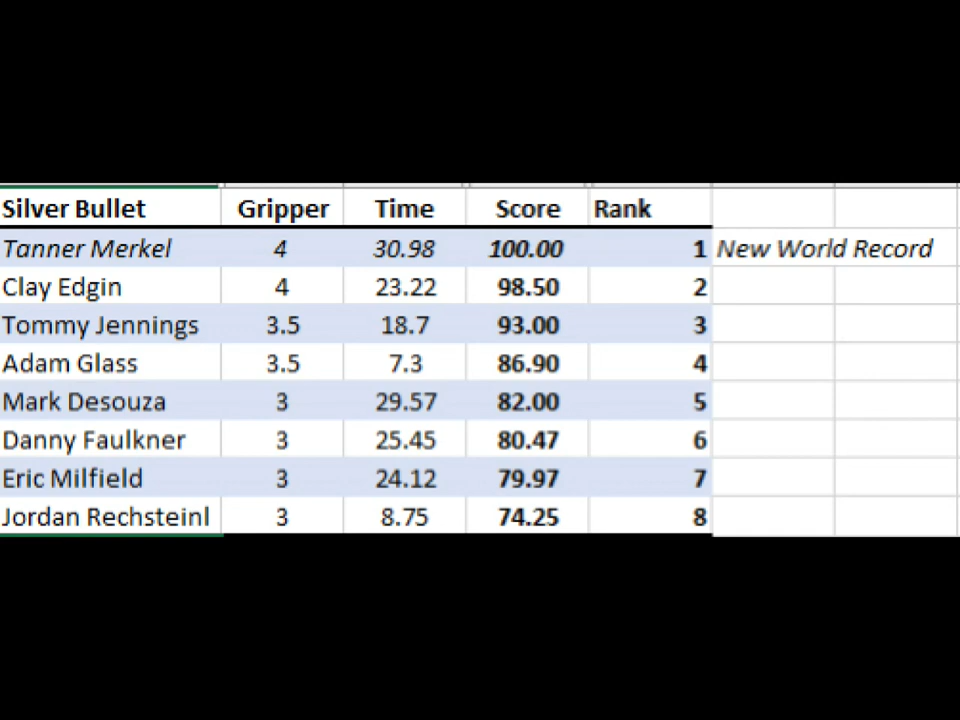 Silver Bullet Gripper Time Score Rank
Tanner Merkel 4 30.98 100.00 1 New World Record
Clay Edgin 4 23.22 98.50 2
Tommy Jennings 3.5 18.7 93.00 3
Adam Glass 3.5 7.3 86.90 4
Mark Desouza 3 29.57 82.00 5
Danny Faulkner 3 25.45 80.47 6
Eric Milfield 3 24.12 79.97 7
Jordan Rechsteinl 3 8.75 74.25 8